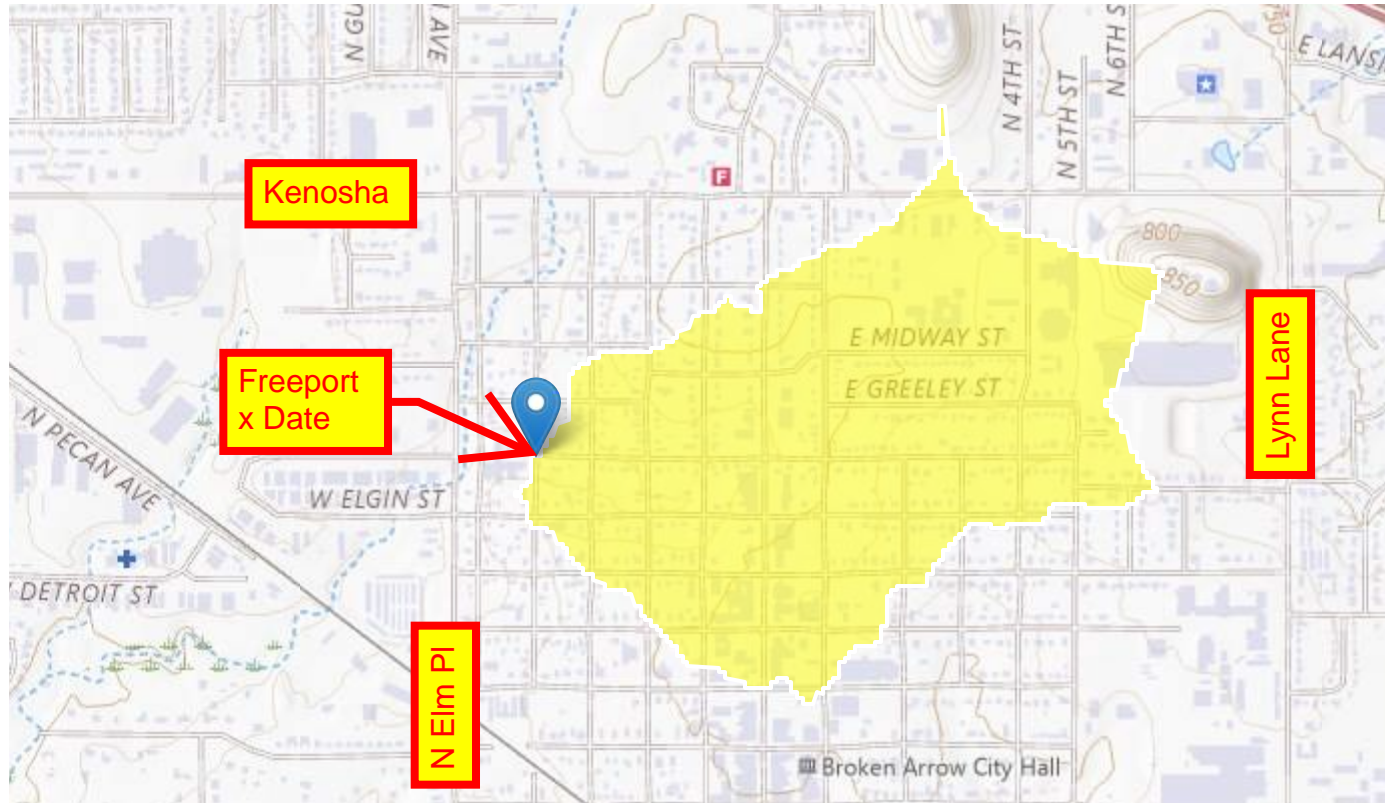 N GU
AVE
N 4TH ST
N 5TH ST
N 6TH S
50
E LANSI
F
Kenosha
800
850
E MIDWAY ST
E GREELEY ST
Freeport
x Date
Lynn Lane
N PECAN AVE
W ELGIN ST
DETROIT ST
N Elm Pl
Broken Arrow City Hall